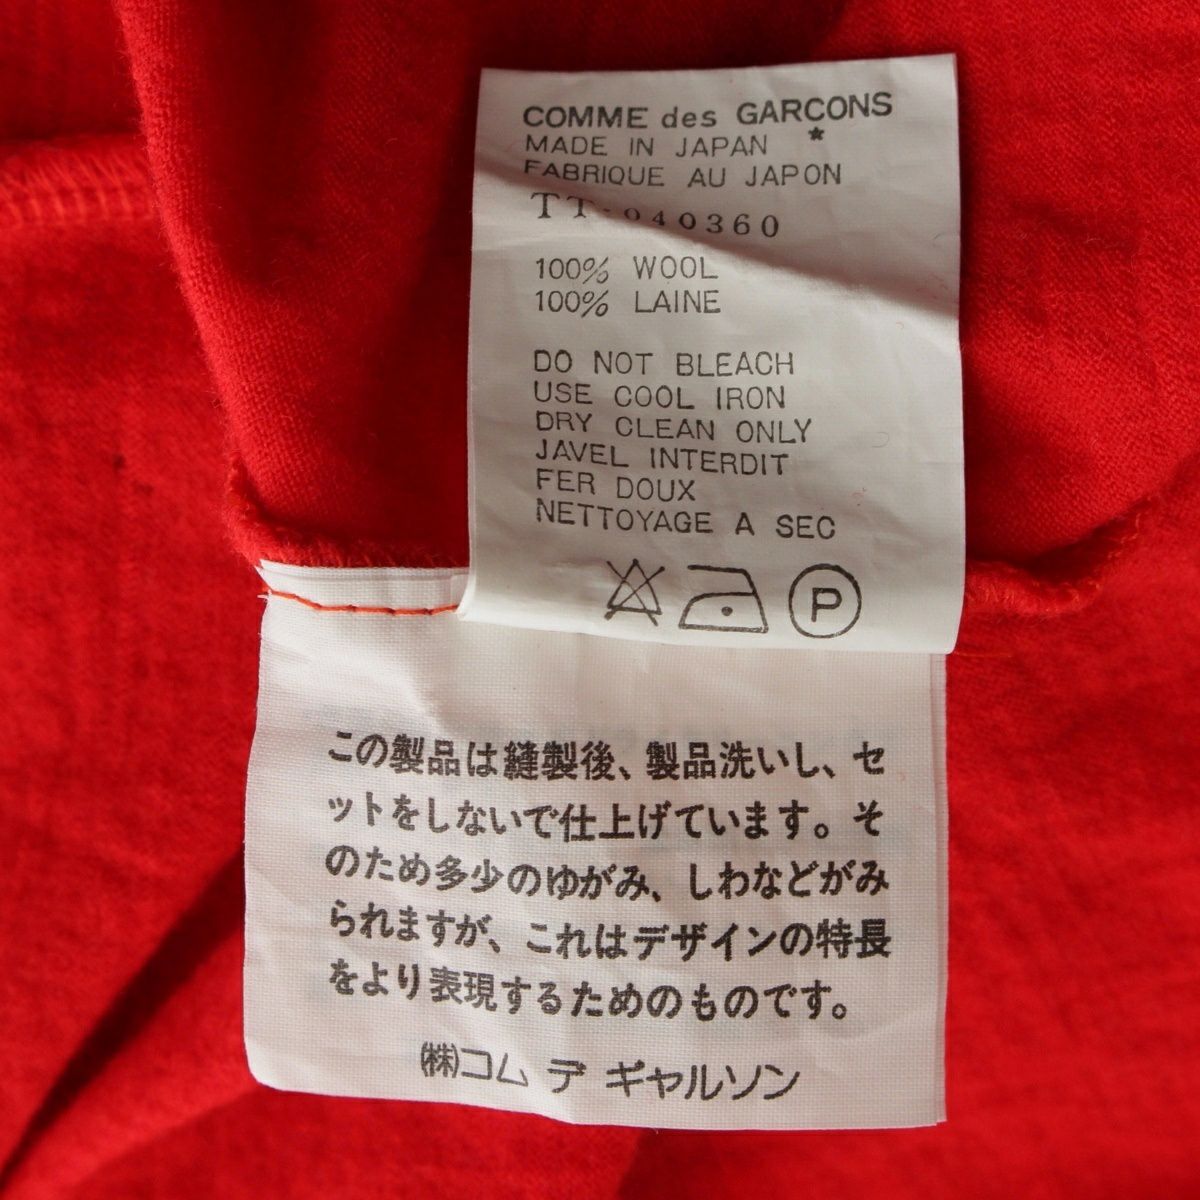 COMME des GARCONS
*
MADE IN JAPAN
FABRIQUE AU JAPON
TT-040360
100% WOOL
100% LAINE
DO NOT BLEACH
USE COOL IRON
DRY CLEAN ONLY
JAVEL INTERDIT
FER DOUX
NETTOYAGE A SEC
P
この製品は縫製後、製品洗いし、セ
ットをしないで仕上げています。そ
のため多少のゆがみ、しわなどがみ
られますが、これはデザインの特長
をより表現するためのものです。
㈱コム デ ギャルソン